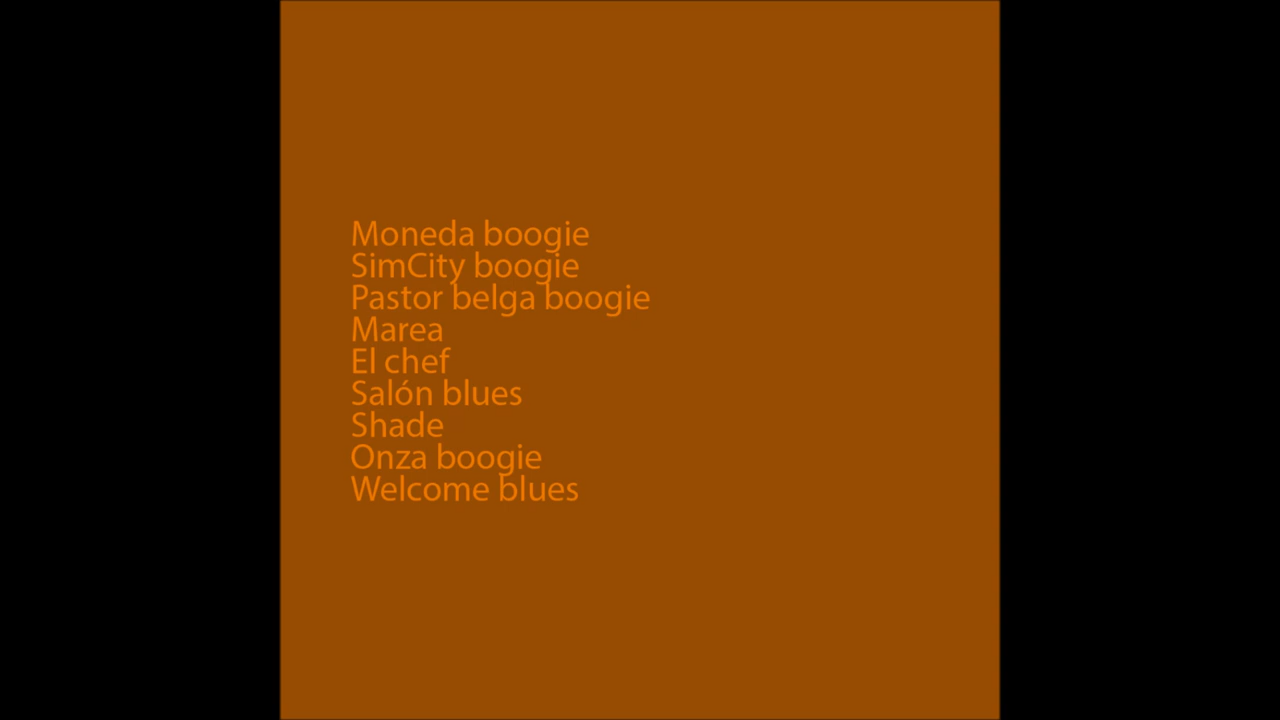 Moneda boogie
SimCity boogie
Pastor belga boogie
Marea
El chef
Salón blues
Shade
Onza boogie
Welcome blues